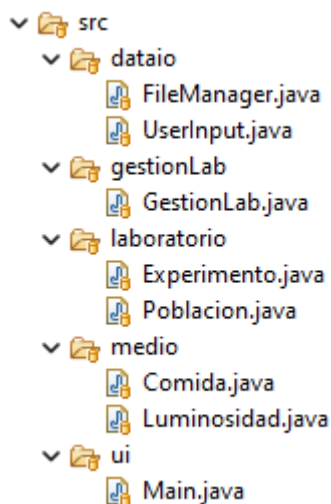 src
dataio
FileManager.java
UserInput.java
gestionLab
GestionLab.java
laboratorio
Experimento.java
Poblacion.java
medio
Comida.java
Luminosidad.java
ui
Main.java